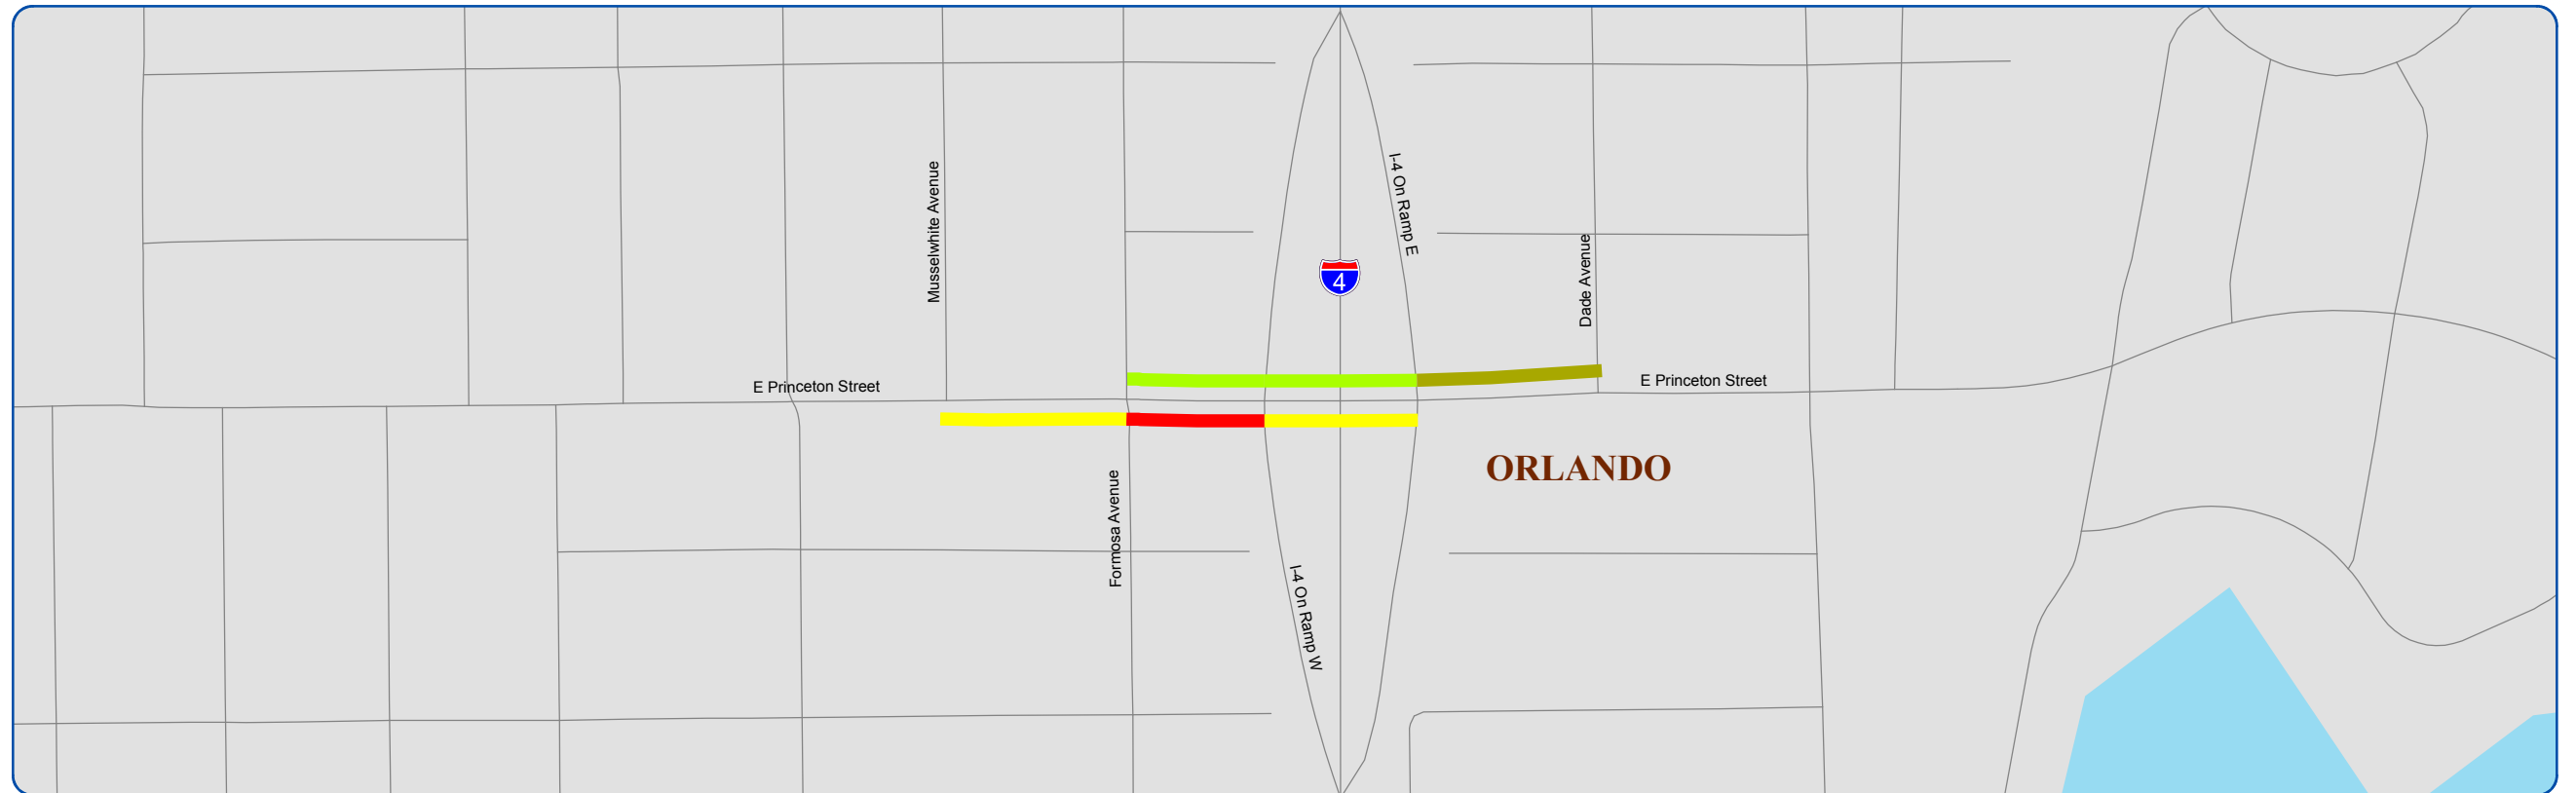 Musselwhite Avenue
I-4 On Ramp E
Dade Avenue
4
E Princeton Street
E Princeton Street
ORLANDO
Formosa Avenue
I-4 On Ramp W